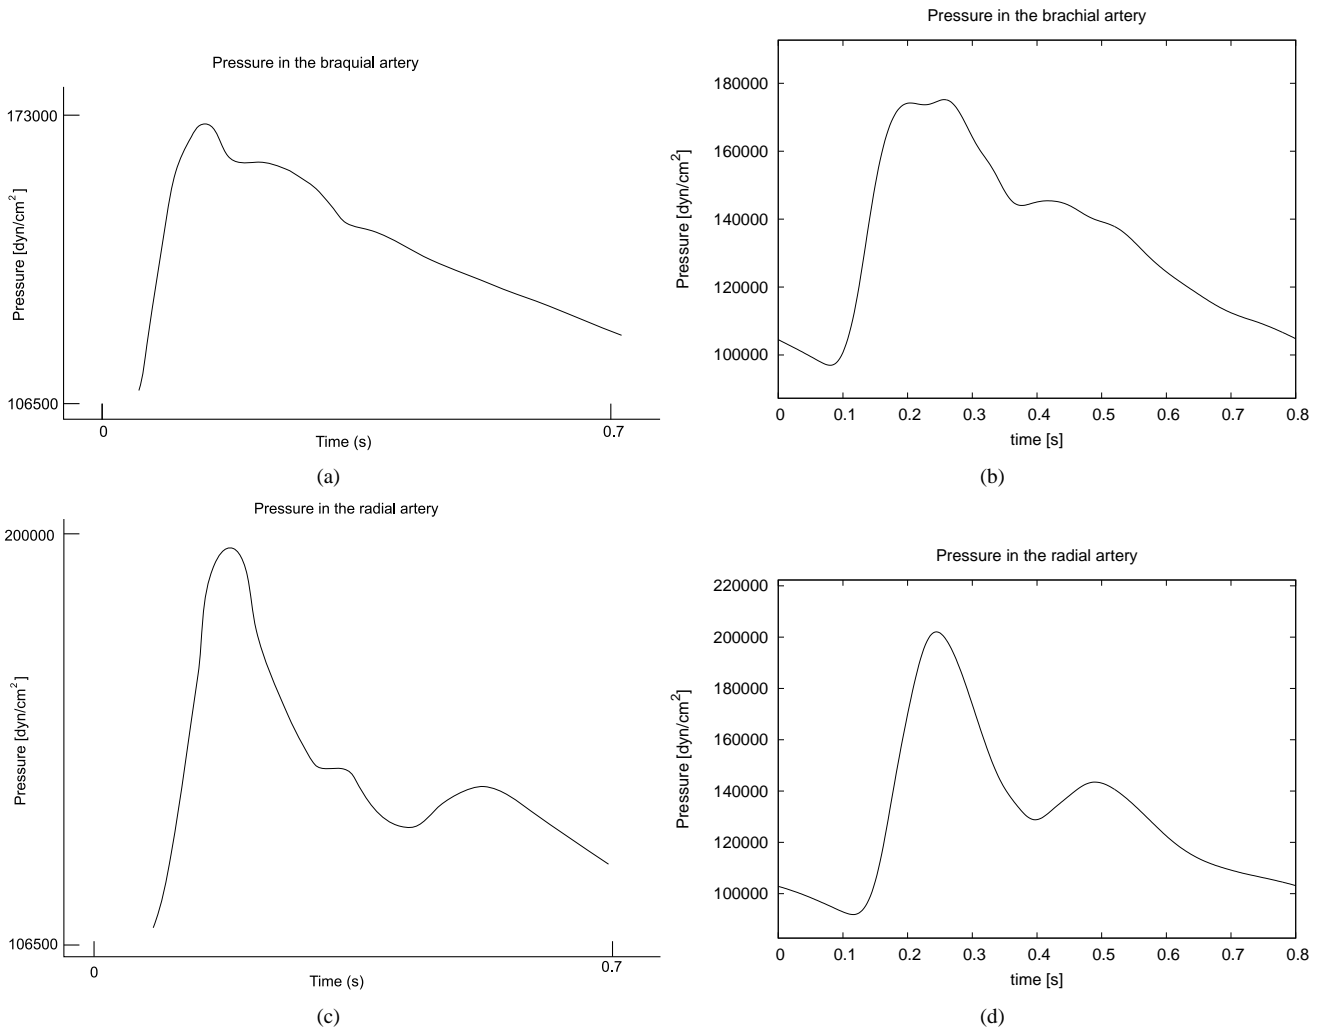 Pressure in the braquial artery
173000
106500
Pressure [dyn/cm²]
0
0.7
Time (s)
(a)
Pressure in the brachial artery
180000
160000
140000
120000
100000
Pressure [dyn/cm²]
0 0.1 0.2 0.3 0.4 0.5 0.6 0.7 0.8
time [s]
(b)
Pressure in the radial artery
200000
106500
Pressure [dyn/cm²]
0
0.7
Time (s)
(c)
Pressure in the radial artery
220000
200000
180000
160000
140000
120000
100000
Pressure [dyn/cm²]
0 0.1 0.2 0.3 0.4 0.5 0.6 0.7 0.8
time [s]
(d)